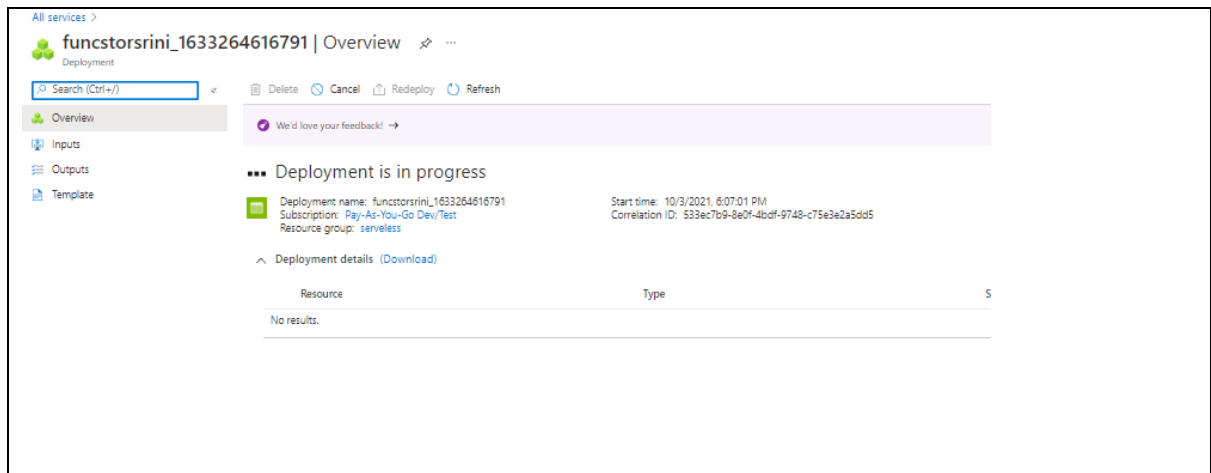 All services >
funcstorsrini_1633264616791 | Overview
Deployment
Search (Ctrl+/)
Delete Cancel Redeploy Refresh
Overview
Inputs
Outputs
Template
We'd love your feedback! →
Deployment is in progress
Deployment name: funcstorsrini_1633264616791
Subscription: Pay-As-You-Go Dev/Test
Resource group: serveless
Start time: 10/3/2021, 6:07:01 PM
Correlation ID: 533ec7b9-8e0f-4bdf-9748-c75e3e2a5dd5
Deployment details (Download)
Resource Type S
No results.